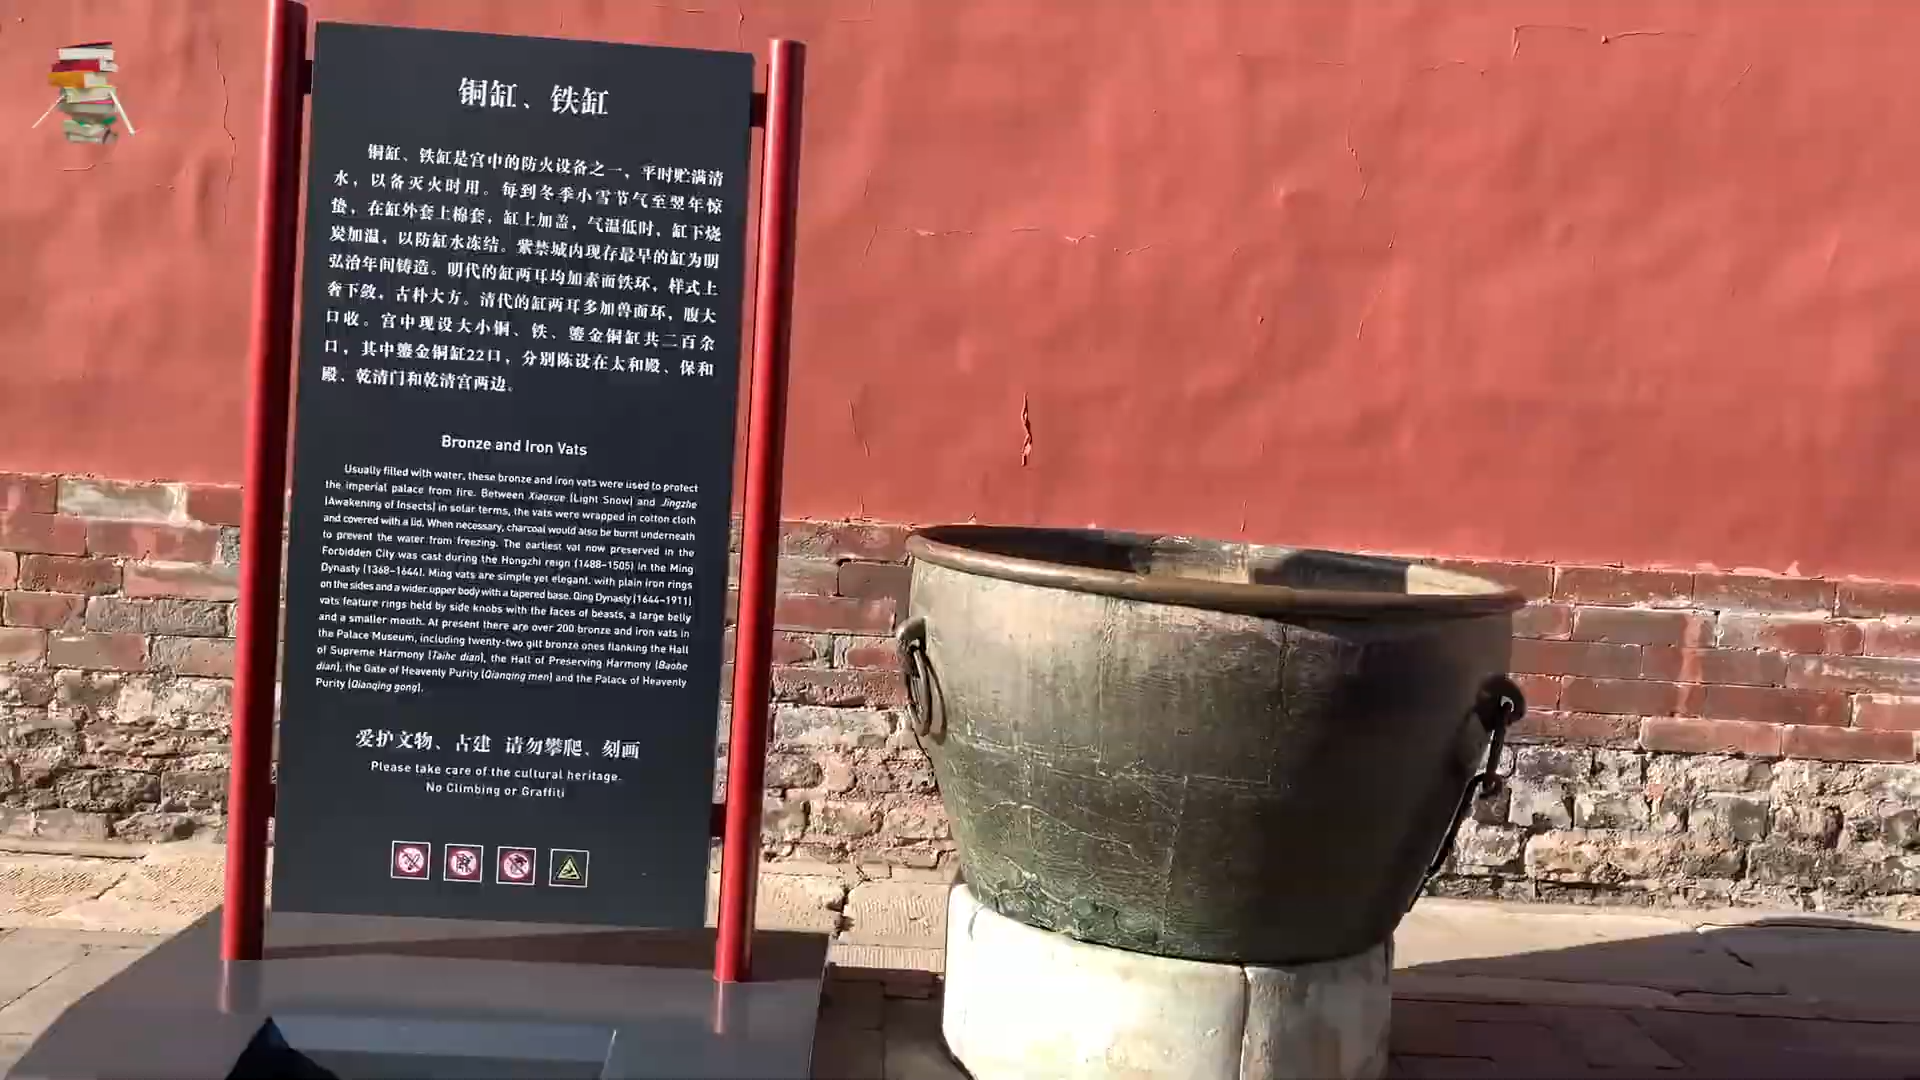 铜缸、铁缸
铜缸、铁缸是宫中的防火设备之一，平时贮满清
水，以备灭火时用。每到冬季小雪节气至翌年惊
蛰，在缸外套上棉套，缸上加盖，气温低时，缸下烧
炭加温，以防缸水冻结。紫禁城内现存最早的缸为明
弘治年间铸造。明代的缸两耳均加素面铁环，样式上
奢下敛，古朴大方。清代的缸两耳多加兽面环，腹大
口收。宫中现设大小铜、铁、鎏金铜缸共二百余
口，其中鎏金铜缸22口，分别陈设在太和殿、保和
殿、乾清门和乾清宫两边。
Bronze and Iron Vats
Usually filled with water, these bronze and iron vats were used to protect
the imperial palace from fire. Between Xiaoxue (Light Snow) and Jingzhe
(Awakening of Insects) in solar terms, the vats were wrapped in cotton cloth
and covered with a lid. When necessary, charcoal would also be burnt underneath
to prevent the water from freezing. The earliest vat now preserved in the
Forbidden City was cast during the Hongzhi reign (1488–1505) in the Ming
Dynasty (1368–1644). Ming vats are simple yet elegant, with plain iron rings
on the sides and a wider upper body with a tapered base. Qing Dynasty (1644–1911)
vats feature rings held by side knobs with the faces of beasts, a large belly
and a smaller mouth. At present there are over 200 bronze and iron vats in
the Palace Museum, including twenty-two gilt bronze ones flanking the Hall
of Supreme Harmony (Taihe dian), the Hall of Preserving Harmony (Baohe
dian), the Gate of Heavenly Purity (Qianqing men) and the Palace of Heavenly
Purity (Qianqing gong).
爱护文物、古建 请勿攀爬、刻画
Please take care of the cultural heritage.
No Climbing or Graffiti